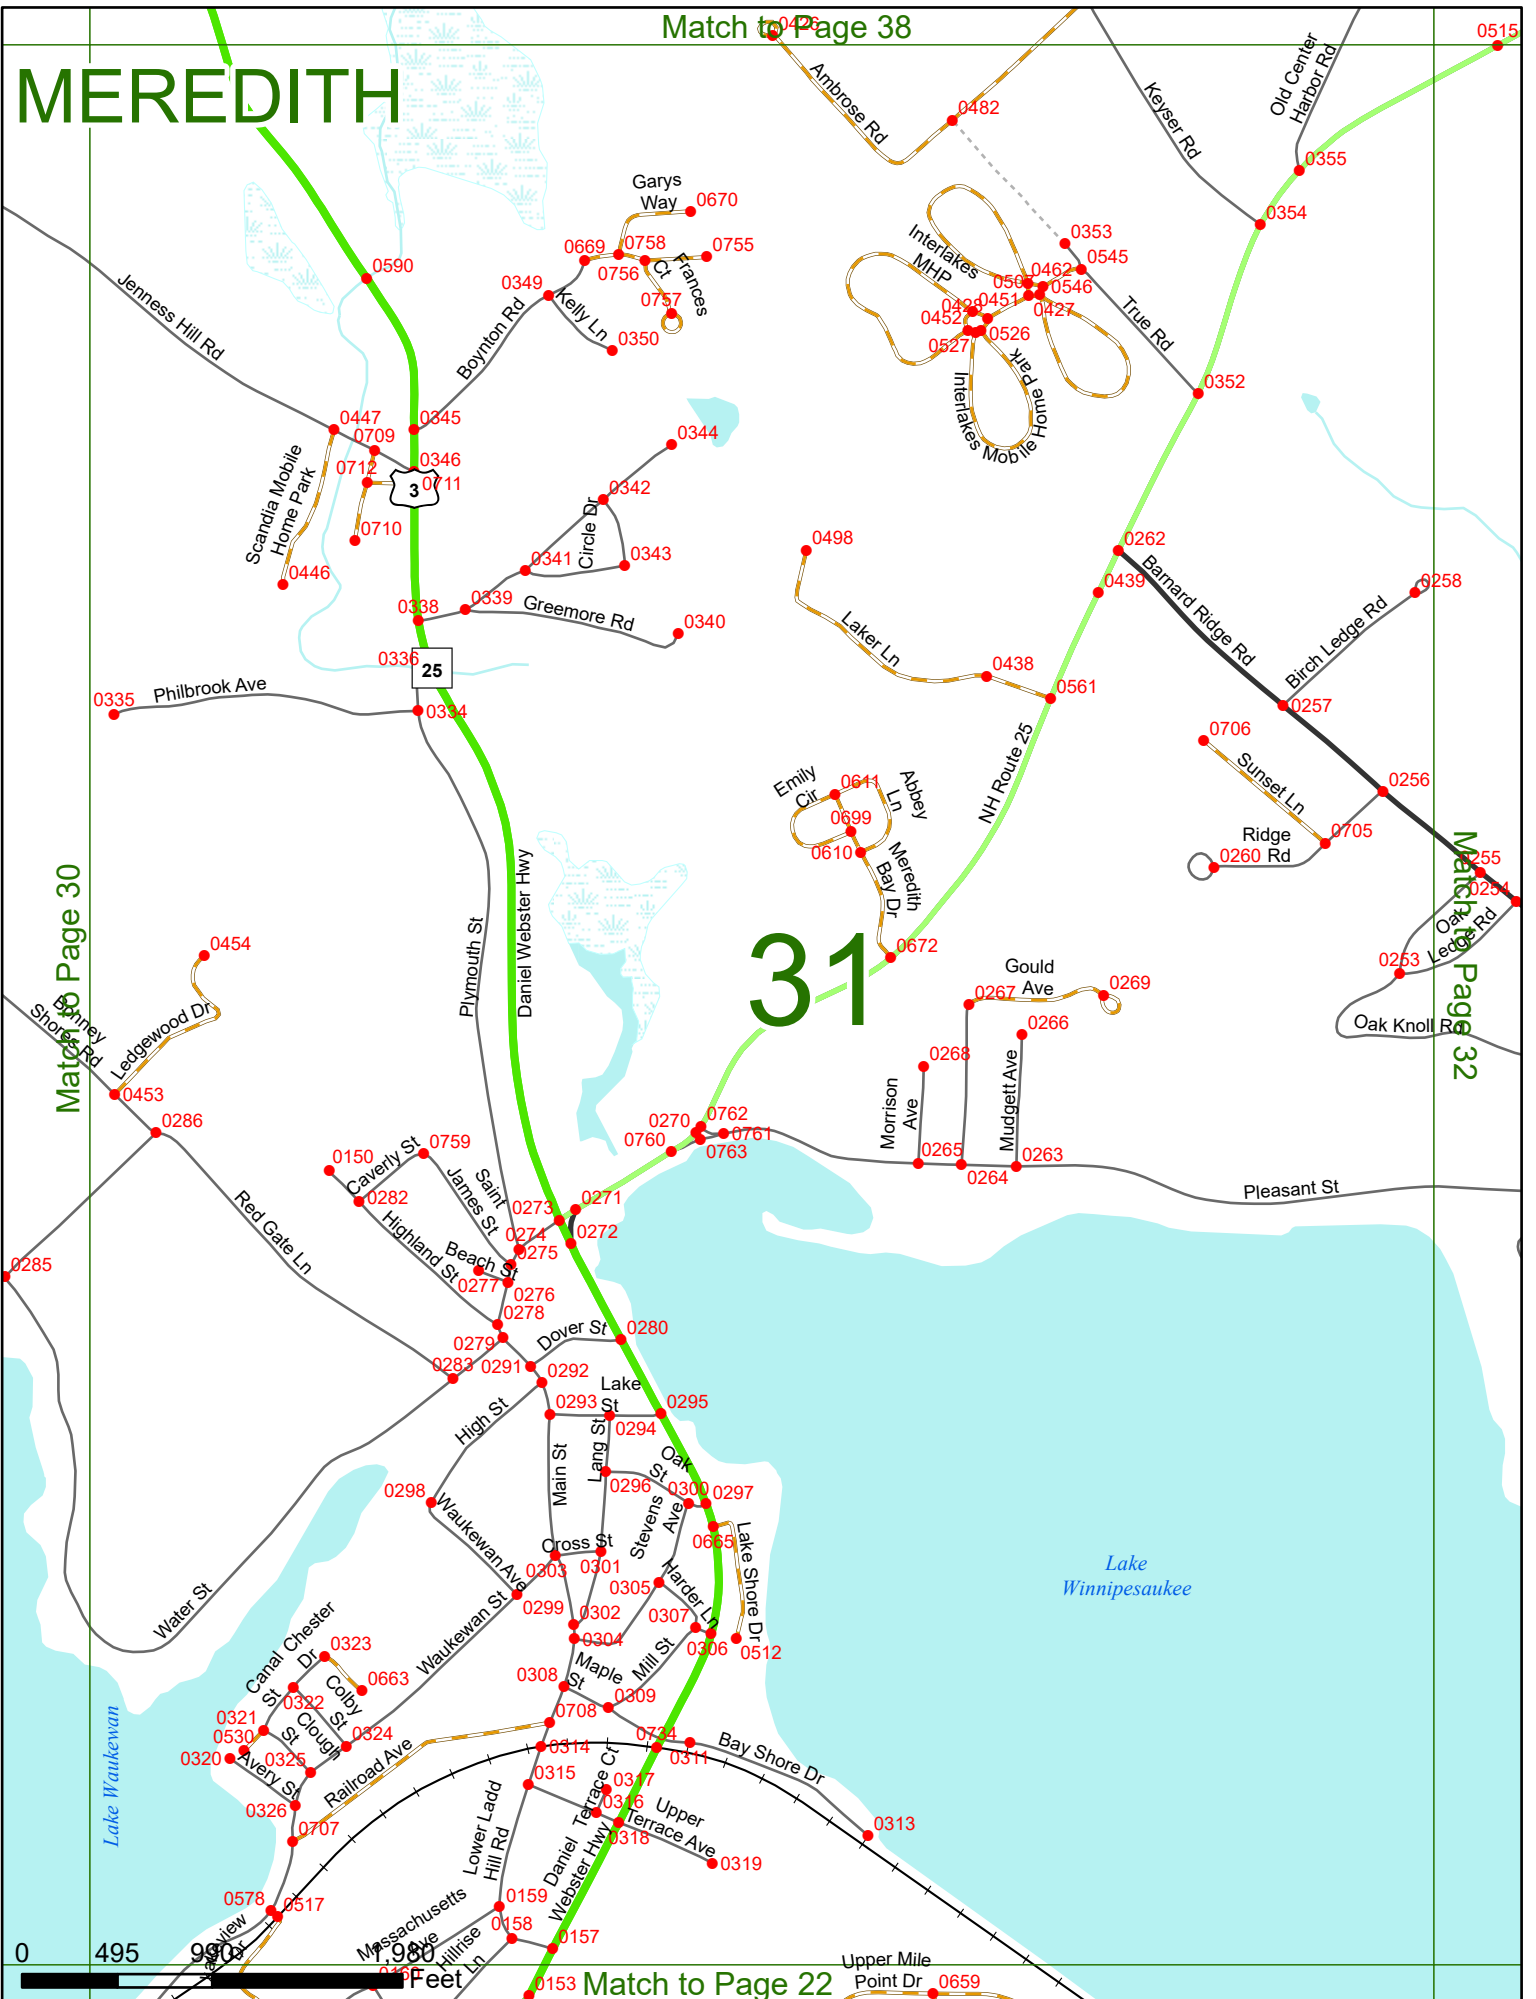 Match to Page 38
MEREDITH
0426
0515
Ambrose Rd
0482
Keyser Rd
Old Center
Harbor Rd
0355
0354
Garys
Way
0670
0669
0758
0755
0756
Frances
Ct
0757
0349
Kelly Ln
0350
Boynton Rd
0590
Jenness Hill Rd
Interlakes
MHP
0353
0545
0462
0507
0546
0427
0451
0428
0452
0527
0526
True Rd
Interlakes Mobile Home Park
0352
0447
0709
0345
0346
0712
3
0711
0710
Scandia Mobile
Home Park
0446
0344
0342
Circle Dr
0341
0343
0339
0338
Greemore Rd
0340
0336
25
0335
Philbrook Ave
0334
0498
Laker Ln
0438
0561
0262
0439
Barnard Ridge Rd
0258
Birch Ledge Rd
0257
0706
Sunset Ln
0256
0705
Ridge
Rd
0260
0255
0254
Oak
Ledge Rd
0253
Oak Knoll Rd
NH Route 25
Emily
Cir
0611
Abbey
Ln
0699
0610
Meredith
Bay Dr
0672
Match to Page 30
Match to Page 32
31
Plymouth St
Daniel Webster Hwy
0454
Bonney
Shores Rd
Ledgewood Dr
0453
0286
Gould
Ave
0267
0269
0266
0268
Morrison
Ave
Mudgett Ave
0265
0264
0263
Pleasant St
0270
0762
0760
0761
0763
0150
Caverly St
0759
0282
Saint
James St
0273
0271
0272
0274
0275
Highland St
Beach St
0277
0276
0278
0279
Red Gate Ln
0285
0283
0291
Dover St
0280
0292
Lake
St
0293
0294
0295
High St
Main St
Lang St
Oak
St
0296
0298
0300
0297
Waukewan Ave
Stevens
Ave
0665
Lake Shore Dr
Cross St
0303
0301
Harder Ln
0305
0299
0302
0307
0304
0306
0512
Water St
Waukewan St
Lake
Winnipesaukee
Canal Chester
St
Dr
0323
0663
0322
Colby
St
0308
Maple
St
Mill St
0309
0321
Clough
St
0324
0708
0530
0320
0325
Avery St
Railroad Ave
0314
0734
0311
Bay Shore Dr
0326
0315
Terrace Ct
0317
0316
Upper
Terrace Ave
0318
0313
0319
0707
Lake Waukewan
Lower Ladd
Hill Rd
Daniel
Webster Hwy
0578
0517
0159
Massachusetts
Ave
0158
Hillrise
Ln
0157
0 495 990 1,980
Feet
0160
0153
Match to Page 22
Upper Mile
Point Dr
0659